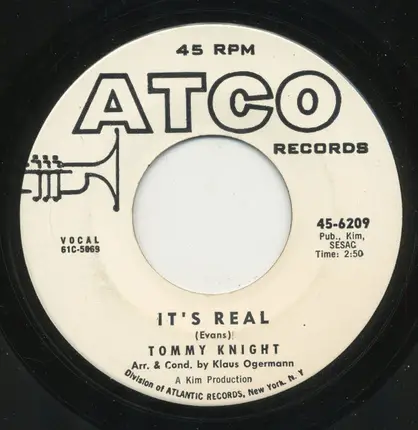 45 RPM
ATCO
RECORDS
45-6209
Pub., Kim,
SESAC
Time: 2:50
VOCAL
61C-5069
IT'S REAL
(Evans)
TOMMY KNIGHT
Arr. & Cond. by Klaus Ogermann
A Kim Production
Division of ATLANTIC RECORDS, New York, N. Y